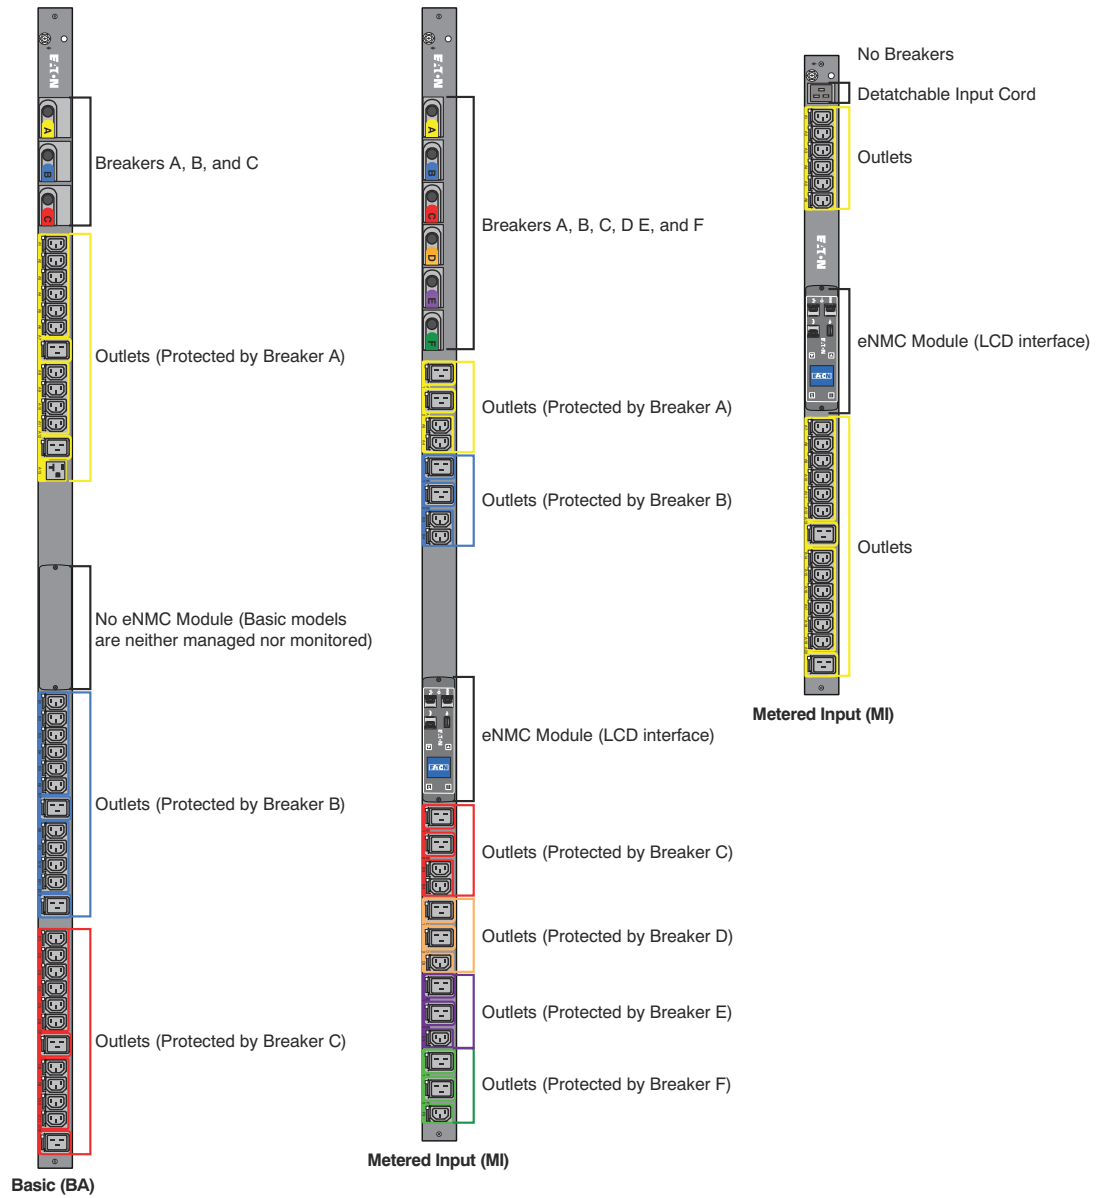 E·T·N
A
B
C
Breakers A, B, and C
Outlets (Protected by Breaker A)
No eNMC Module (Basic models
are neither managed nor monitored)
Outlets (Protected by Breaker B)
Outlets (Protected by Breaker C)
Basic (BA)
E·T·N
A
B
C
D
E
F
Breakers A, B, C, D E, and F
Outlets (Protected by Breaker A)
Outlets (Protected by Breaker B)
E·T·N
eNMC Module (LCD interface)
Outlets (Protected by Breaker C)
Outlets (Protected by Breaker D)
Outlets (Protected by Breaker E)
Outlets (Protected by Breaker F)
Metered Input (MI)
No Breakers
Detatchable Input Cord
Outlets
E·T·N
E·T·N
eNMC Module (LCD interface)
Outlets
Metered Input (MI)